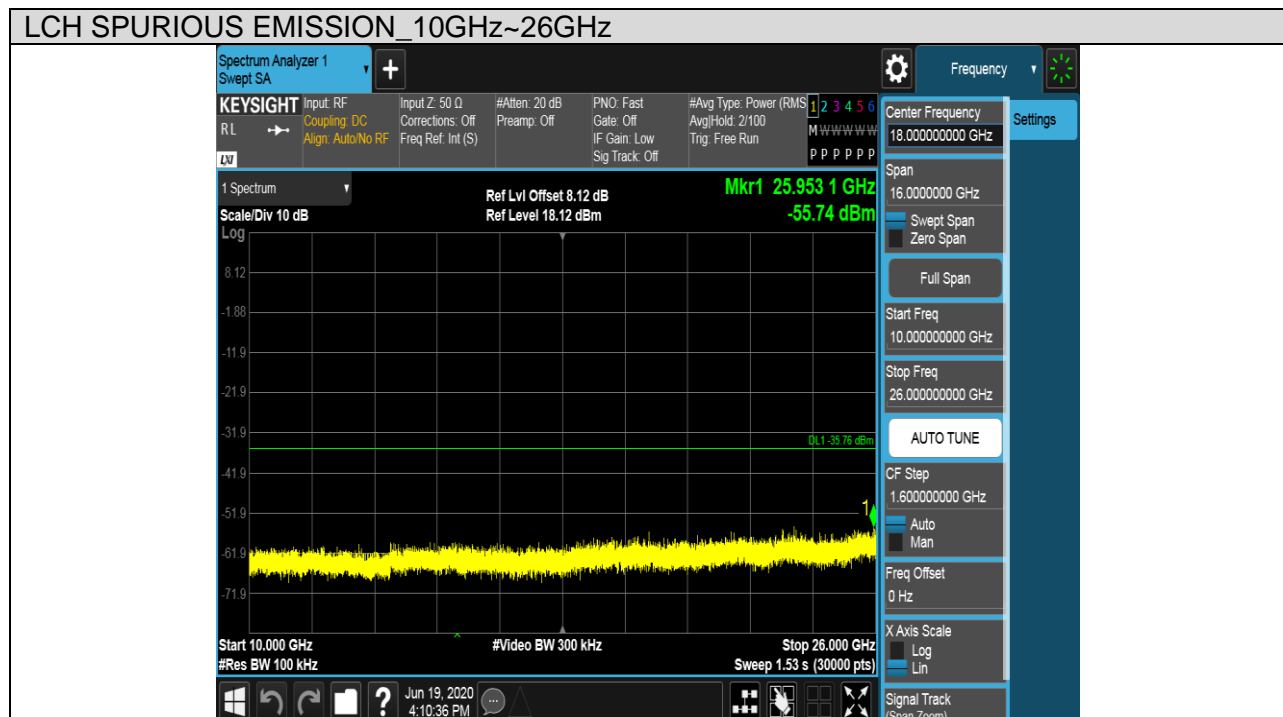 LCH SPURIOUS EMISSION_10GHz~26GHz
Spectrum Analyzer 1
Swept SA
Frequency
KEYSIGHT
RL
LXI
Input: RF
Coupling: DC
Align: Auto/No RF
Input Z: 50 Ω
Corrections: Off
Freq Ref: Int (S)
#Atten: 20 dB
Preamp: Off
PNO: Fast
Gate: Off
IF Gain: Low
Sig Track: Off
#Avg Type: Power (RMS
Avg|Hold: 2/100
Trig: Free Run
1 2 3 4 5 6
M W W W W W
P P P P P P
1 Spectrum
Scale/Div 10 dB
Ref Lvl Offset 8.12 dB
Ref Level 18.12 dBm
Mkr1 25.953 1 GHz
-55.74 dBm
Log
8.12
-1.88
-11.9
-21.9
-31.9
-41.9
-51.9
-61.9
-71.9
DL1 -35.76 dBm
1
Start 10.000 GHz
#Res BW 100 kHz
#Video BW 300 kHz
Stop 26.000 GHz
Sweep 1.53 s (30000 pts)
Jun 19, 2020
4:10:36 PM
Center Frequency
18.000000000 GHz
Settings
Span
16.0000000 GHz
Swept Span
Zero Span
Full Span
Start Freq
10.000000000 GHz
Stop Freq
26.000000000 GHz
AUTO TUNE
CF Step
1.600000000 GHz
Auto
Man
Freq Offset
0 Hz
X Axis Scale
Log
Lin
Signal Track
(Span Zoom)